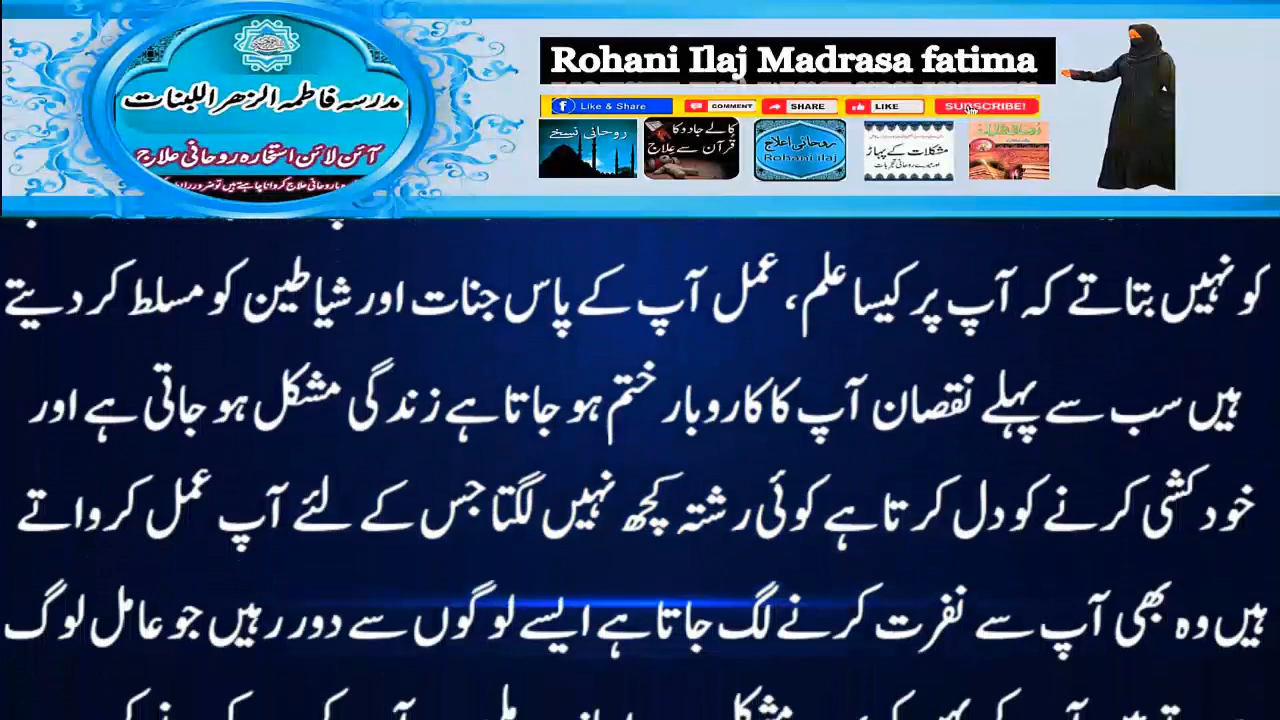 مدرسہ فاطمہ الزھرا للبنات
آئن لائن استخارہ روحانی علاج
Rohani Ilaj Madrasa fatima
Like & Share
COMMENT
SHARE
LIKE
SUBSCRIBE!
روحانی نسخے
کالے جادو کا
قرآن سے علاج
روحانی علاج
Rohani Ilaj
مشکلات کے پہاڑ
کو نہیں بتاتے کہ آپ پر کیسا علم، عمل آپ کے پاس جنات اور شیاطین کو مسلط کر دیتے
ہیں سب سے پہلے نقصان آپ کا کاروبار ختم ہو جاتا ہے زندگی مشکل ہو جاتی ہے اور
خود کشی کرنے کو دل کرتا ہے کوئی رشتہ کچھ نہیں لگتا جس کے لئے آپ عمل کرواتے
ہیں وہ بھی آپ سے نفرت کرنے لگ جاتا ہے ایسے لوگوں سے دور رہیں جو عامل لوگ